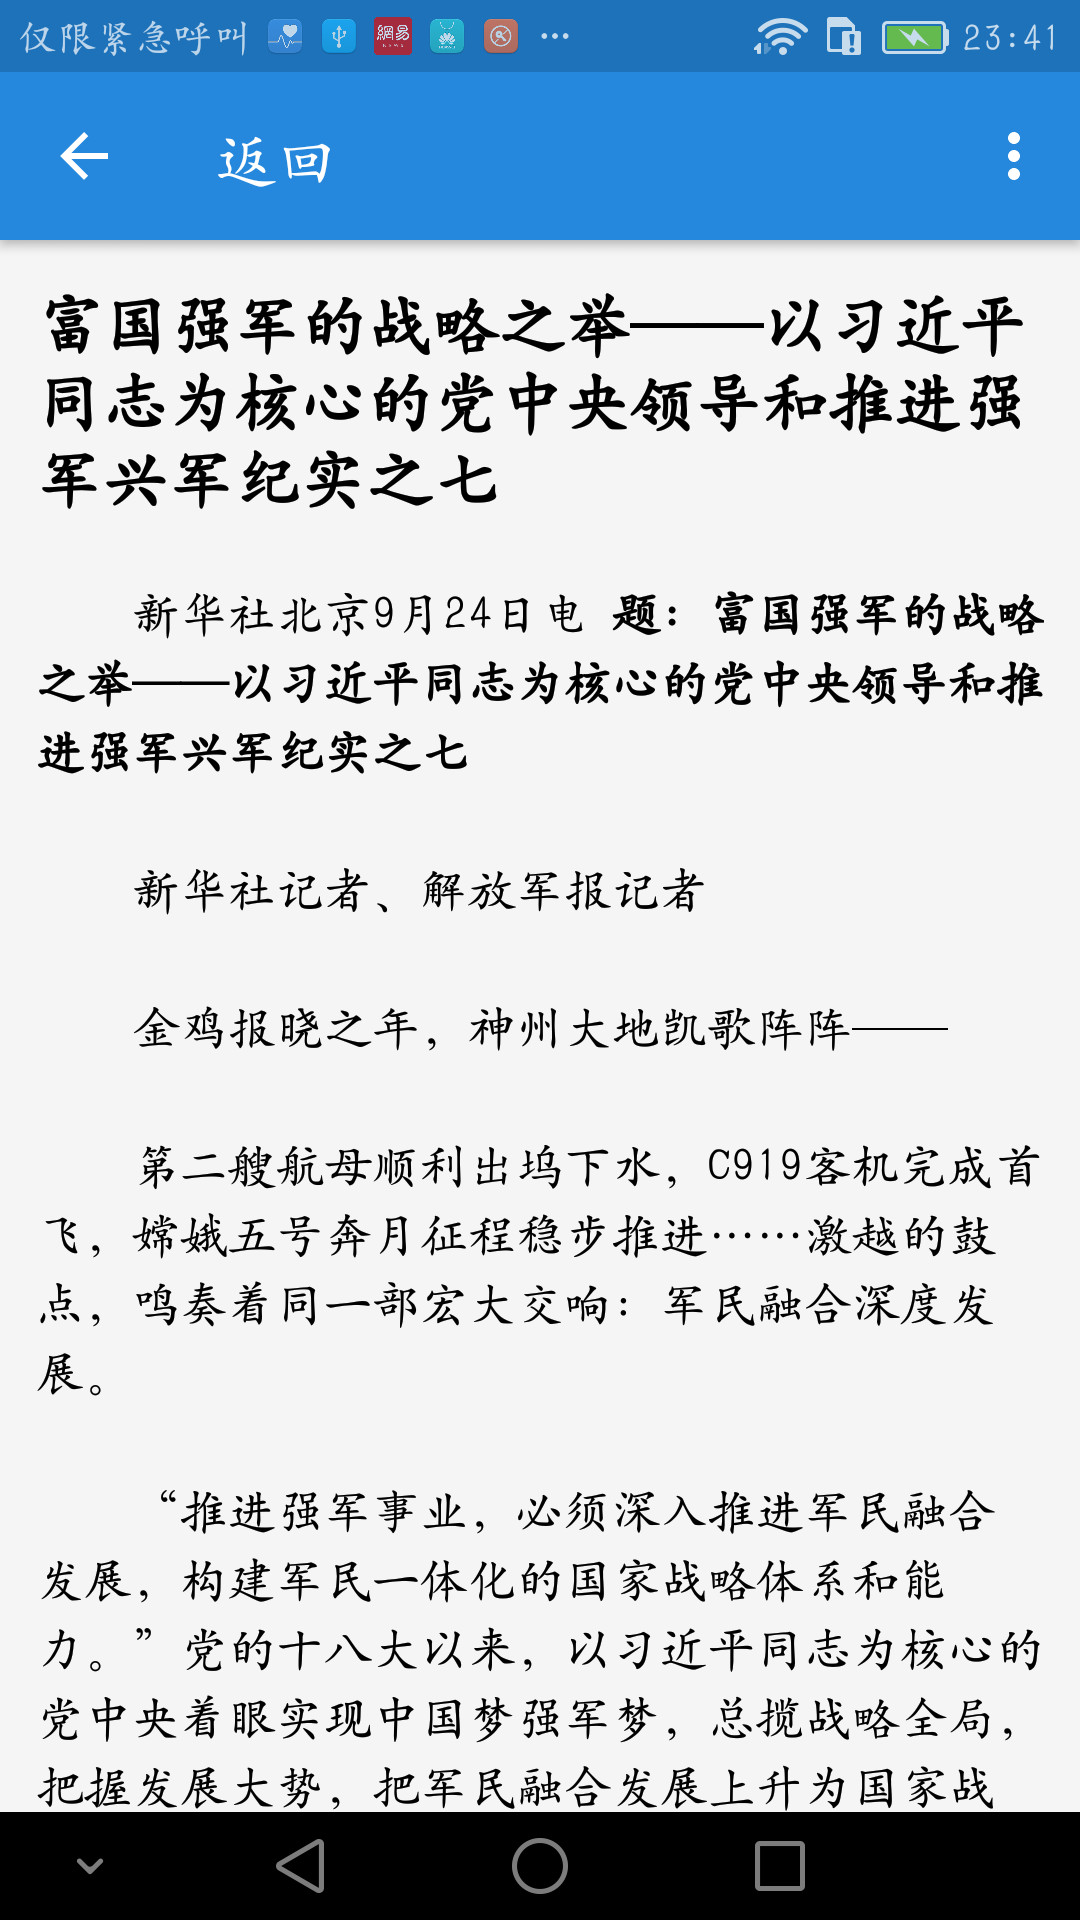 仅限紧急呼叫
23:41
返回
富国强军的战略之举——以习近平
同志为核心的党中央领导和推进强
军兴军纪实之七
新华社北京9月24日电 题：富国强军的战略
之举——以习近平同志为核心的党中央领导和推
进强军兴军纪实之七
新华社记者、解放军报记者
金鸡报晓之年，神州大地凯歌阵阵——
第二艘航母顺利出坞下水，C919客机完成首
飞，嫦娥五号奔月征程稳步推进……激越的鼓
点，鸣奏着同一部宏大交响：军民融合深度发
展。
“推进强军事业，必须深入推进军民融合
发展，构建军民一体化的国家战略体系和能
力。”党的十八大以来，以习近平同志为核心的
党中央着眼实现中国梦强军梦，总揽战略全局，
把握发展大势，把军民融合发展上升为国家战